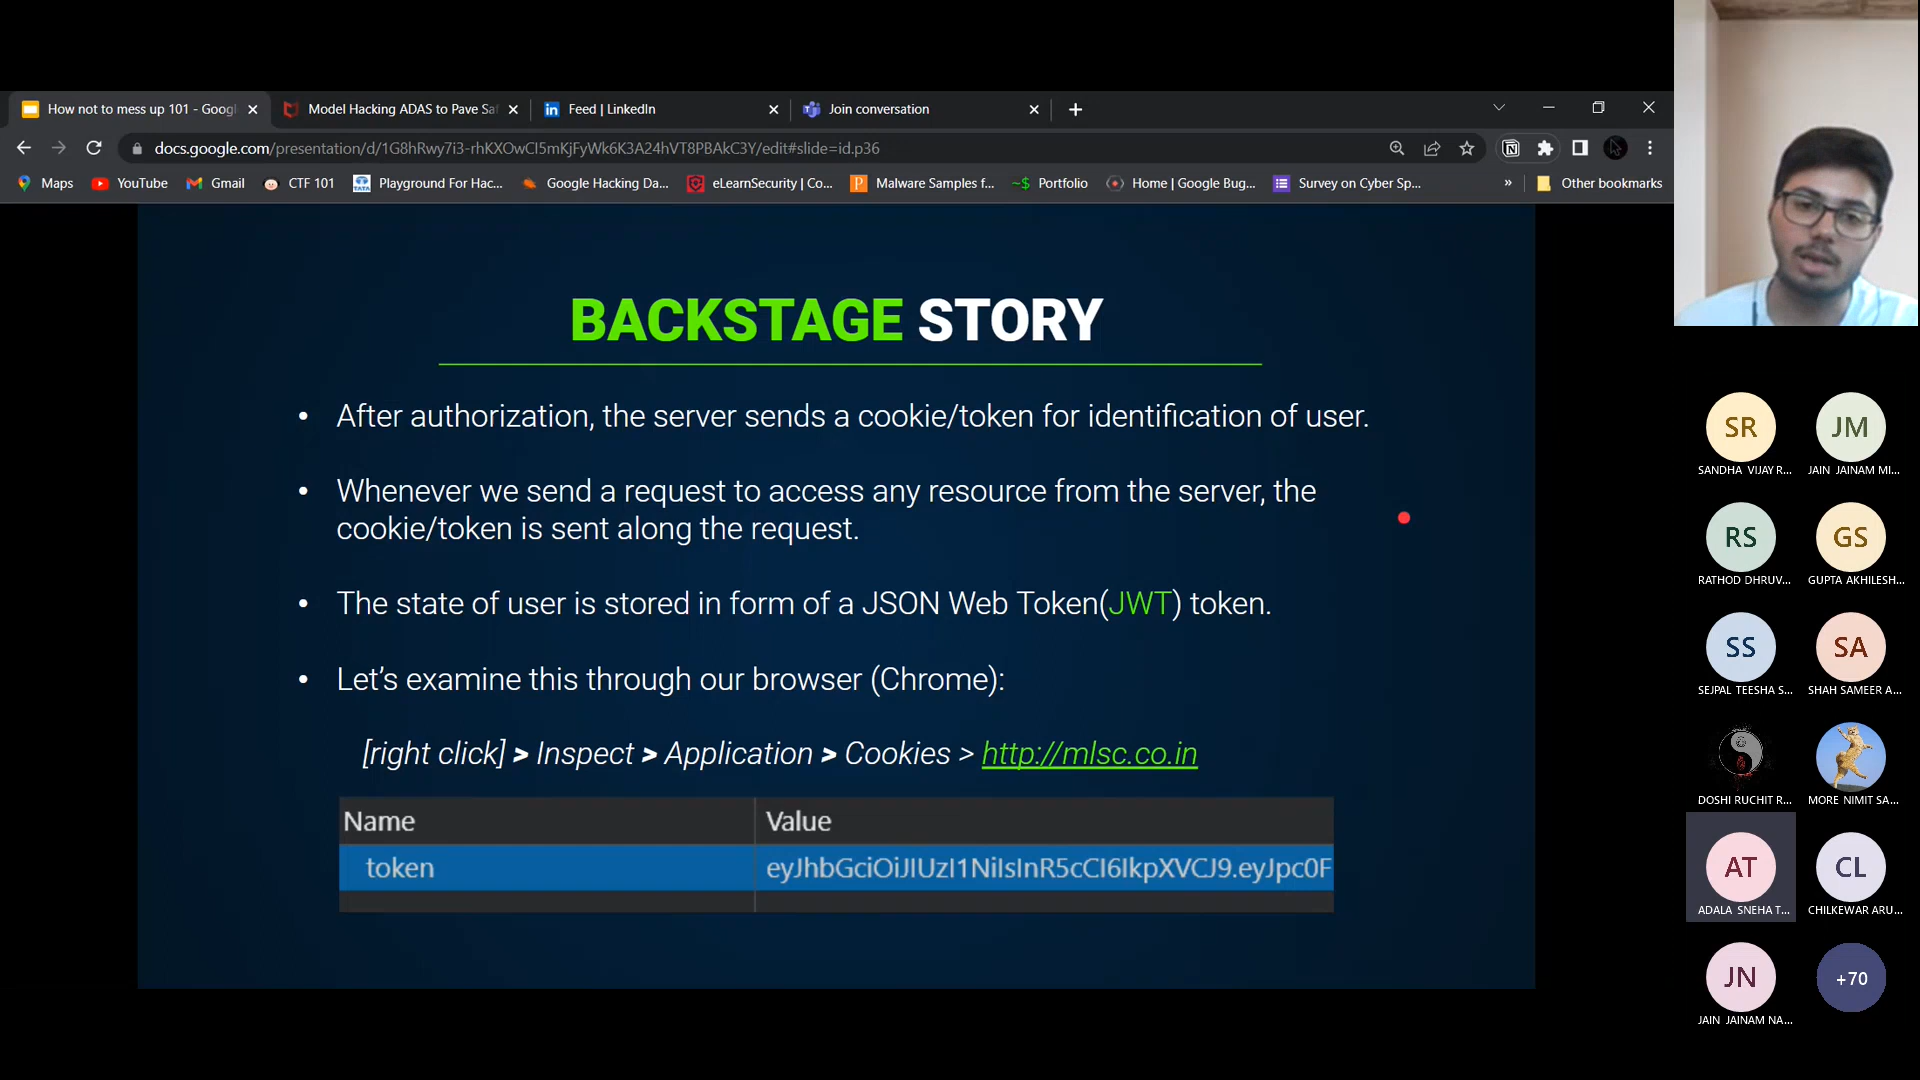 How not to mess up 101 - Goog
Model Hacking ADAS to Pave Sa
Feed | LinkedIn
Join conversation
docs.google.com/presentation/d/1G8hRwy7i3-rhKXOwCI5mKjFyWk6K3A24hVT8PBAkC3Y/edit#slide=id.p36
Maps
YouTube
Gmail
CTF 101
Playground For Hac...
Google Hacking Da...
eLearnSecurity | Co...
Malware Samples f...
Portfolio
Home | Google Bug...
Survey on Cyber Sp...
»
Other bookmarks
BACKSTAGE STORY
• After authorization, the server sends a cookie/token for identification of user.
• Whenever we send a request to access any resource from the server, the
cookie/token is sent along the request.
• The state of user is stored in form of a JSON Web Token(JWT) token.
• Let's examine this through our browser (Chrome):
[right click] > Inspect > Application > Cookies > http://mlsc.co.in
Name Value
token eyJhbGciOiJIUzI1NiIsInR5cCI6IkpXVCJ9.eyJpc0F
SR
SANDHA VIJAY R...
JM
JAIN JAINAM MI...
RS
RATHOD DHRUV...
GS
GUPTA AKHILESH...
SS
SEJPAL TEESHA S...
SA
SHAH SAMEER A...
DOSHI RUCHIT R...
MORE NIMIT SA...
AT
ADALA SNEHA T...
CL
CHILKEWAR ARU...
JN
JAIN JAINAM NA...
+70